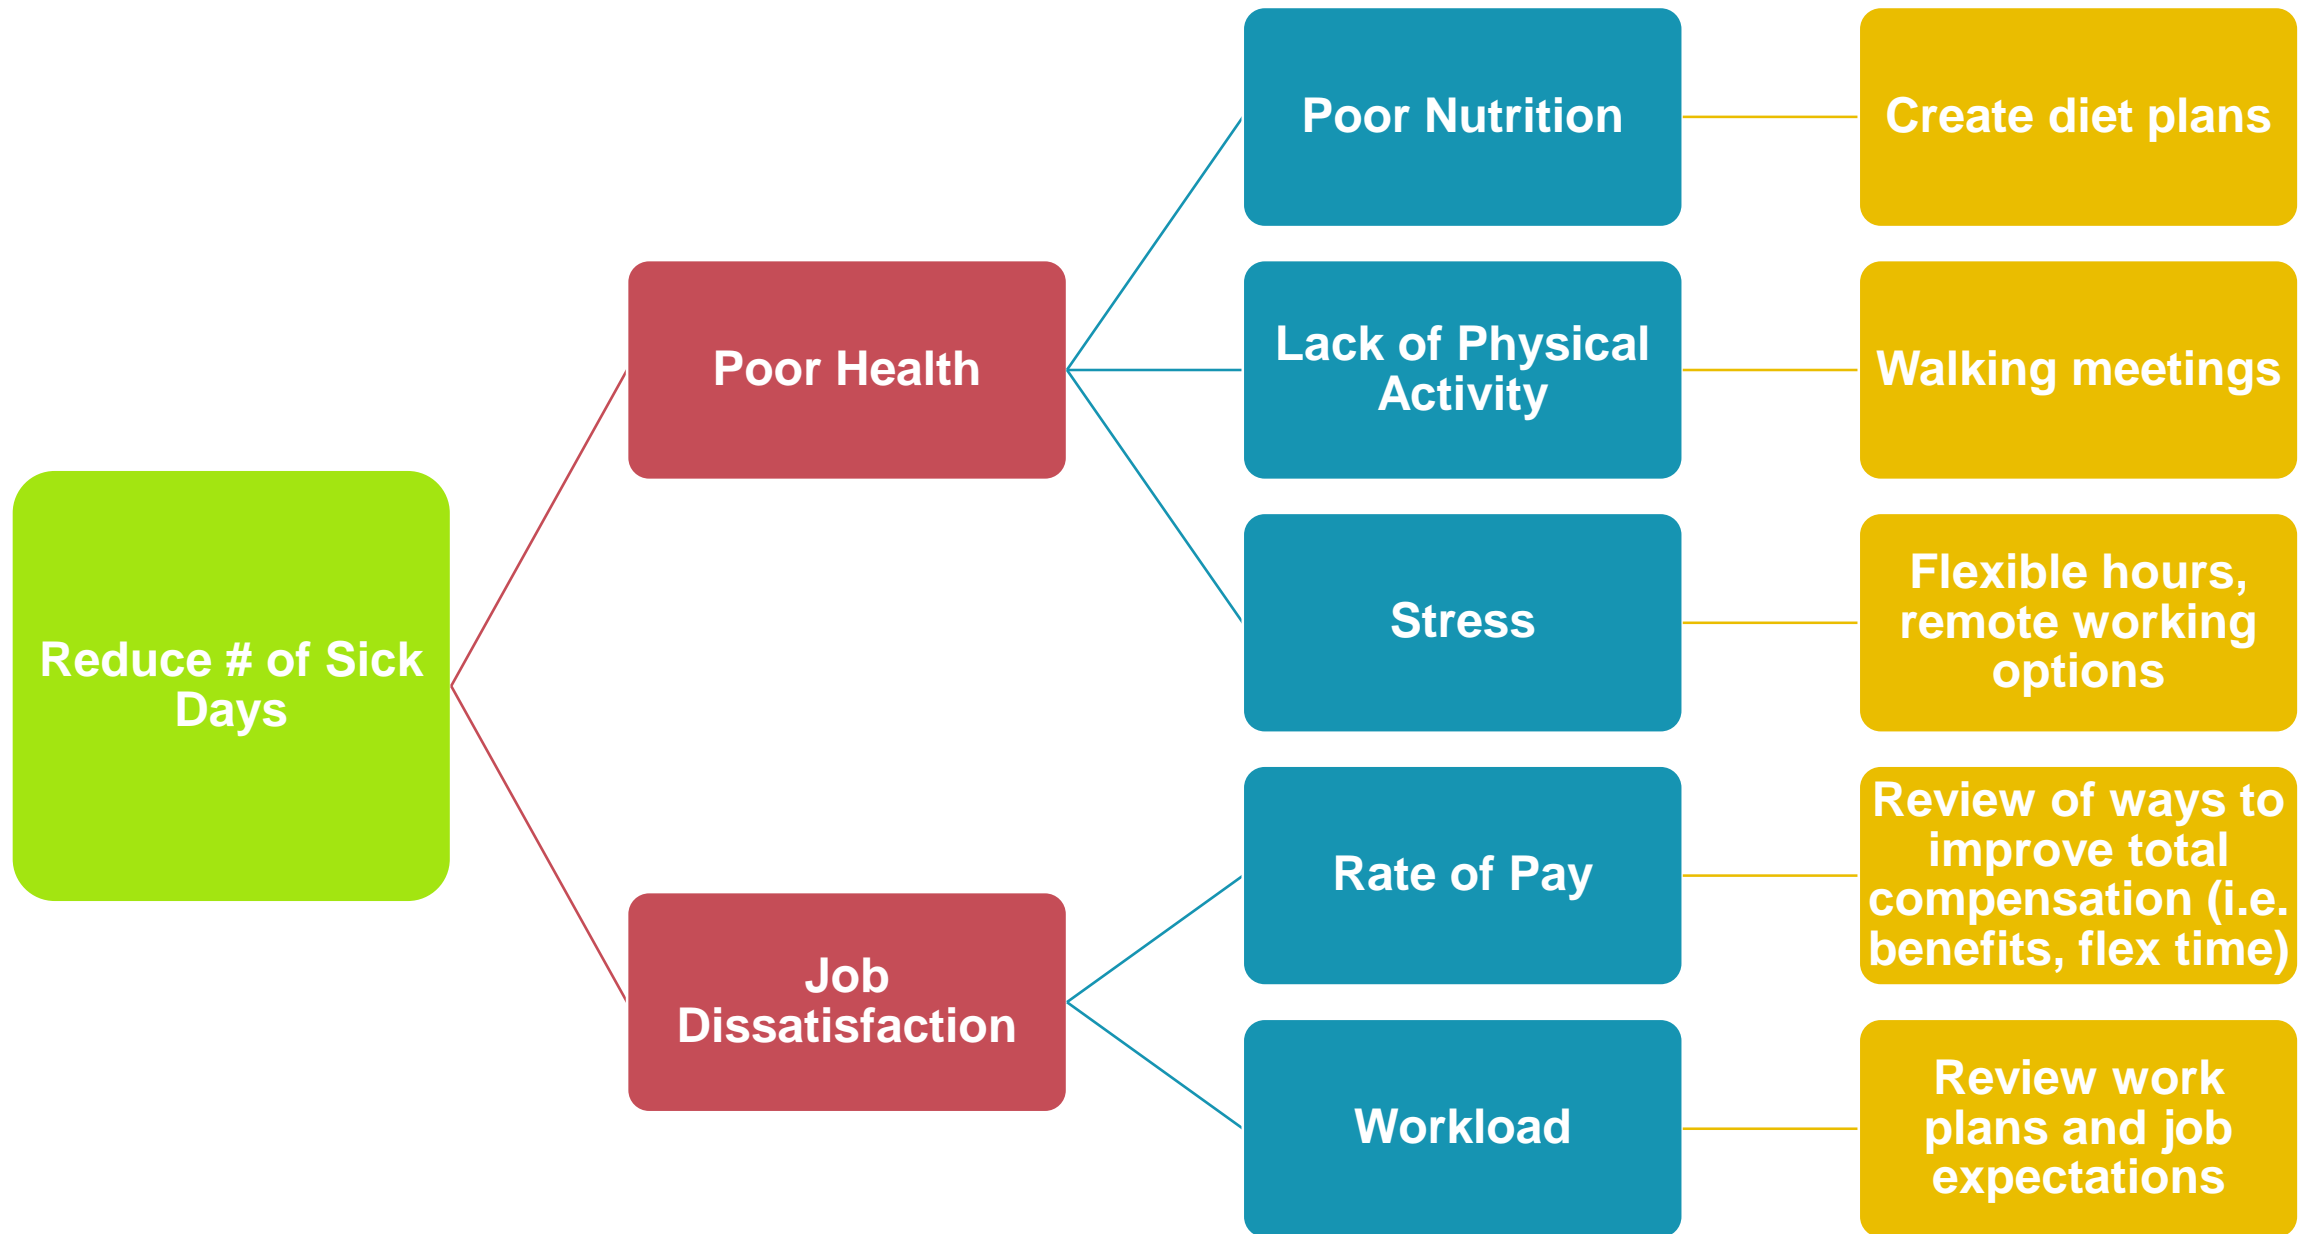 Reduce # of Sick
Days
Poor Health
Job
Dissatisfaction
Poor Nutrition
Lack of Physical
Activity
Stress
Rate of Pay
Workload
Create diet plans
Walking meetings
Flexible hours,
remote working
options
Review of ways to
improve total
compensation (i.e.
benefits, flex time)
Review work
plans and job
expectations